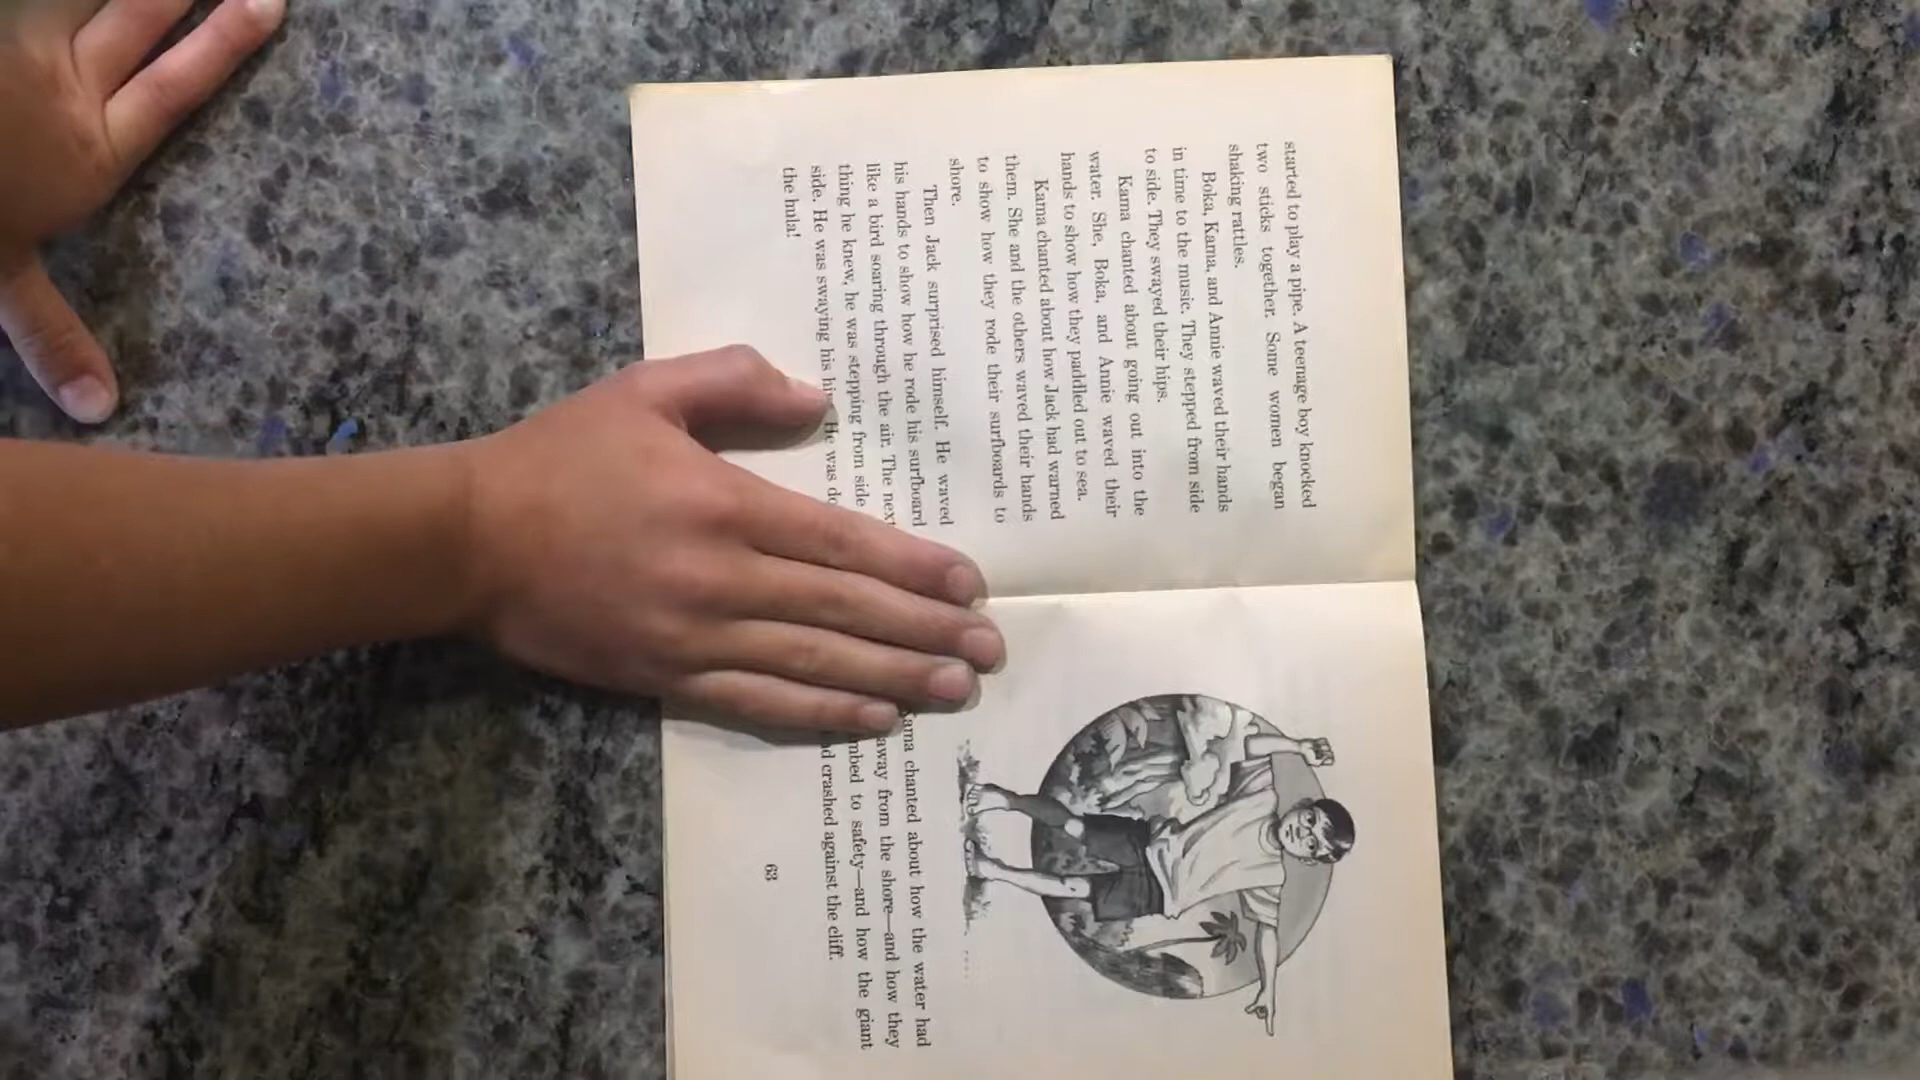 started to play a pipe. A teenage boy knocked
two sticks together. Some women began
shaking rattles.
Boka, Kama, and Annie waved their hands
in time to the music. They stepped from side
to side. They swayed their hips.
Kama chanted about going out into the
water. She, Boka, and Annie waved their
hands to show how they paddled out to sea.
Kama chanted about how Jack had warned
them. She and the others waved their hands
to show how they rode their surfboards to
shore.
Then Jack surprised himself. He waved
his hands to show how he rode his surfboard
like a bird soaring through the air. The next
thing he knew, he was stepping from side
side. He was swaying his He was
the hula!
Kama chanted about how the water had
away from the shore—and how they
to safety—and how the giant
crashed against the cliff.
63